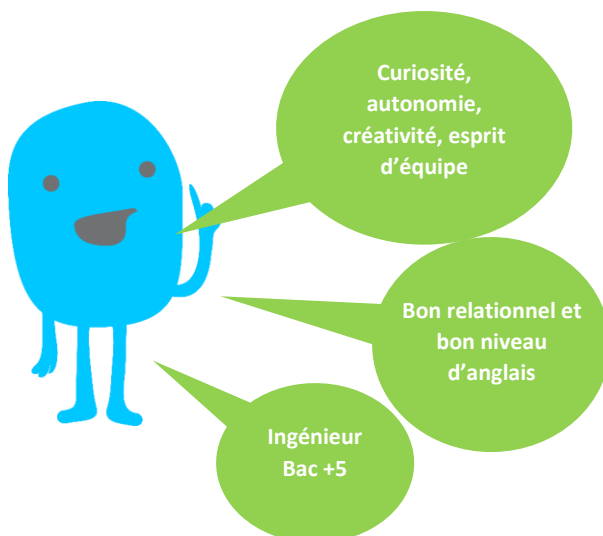 Curiosité,
autonomie,
créativité, esprit
d’équipe
Bon relationnel et
bon niveau
d’anglais
Ingénieur
Bac +5